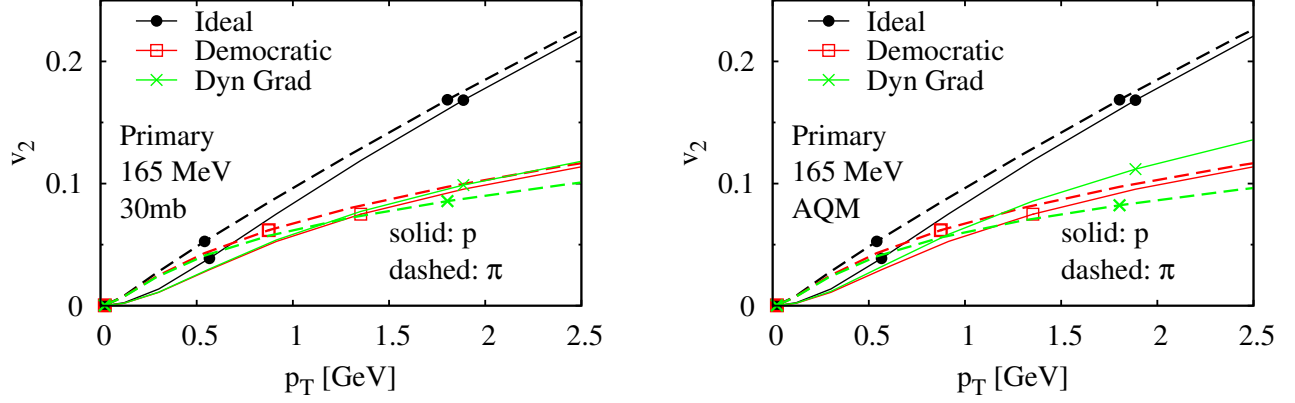 Ideal
Democratic
Dyn Grad
Primary
165 MeV
30mb
solid: p
dashed: π
v2
0
0.1
0.2
0
0.5
1
1.5
2
2.5
pT [GeV]
Ideal
Democratic
Dyn Grad
Primary
165 MeV
AQM
solid: p
dashed: π
v2
0
0.1
0.2
0
0.5
1
1.5
2
2.5
pT [GeV]